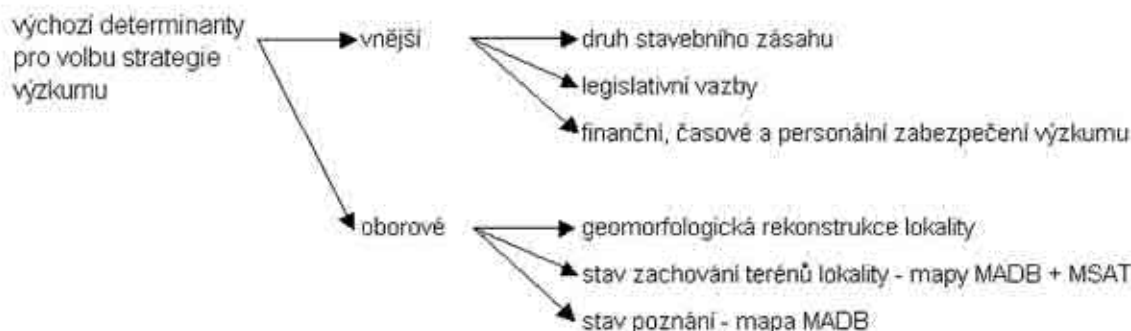 výchozí determinanty
pro volbu strategie
výzkumu
vnější
druh stavebního zásahu
legislativní vazby
finanční, časové a personální zabezpečení výzkumu
oborové
geomorfologická rekonstrukce lokality
stav zachování terénů lokality - mapy MADB + MSAT
stav poznání - mapa MADB